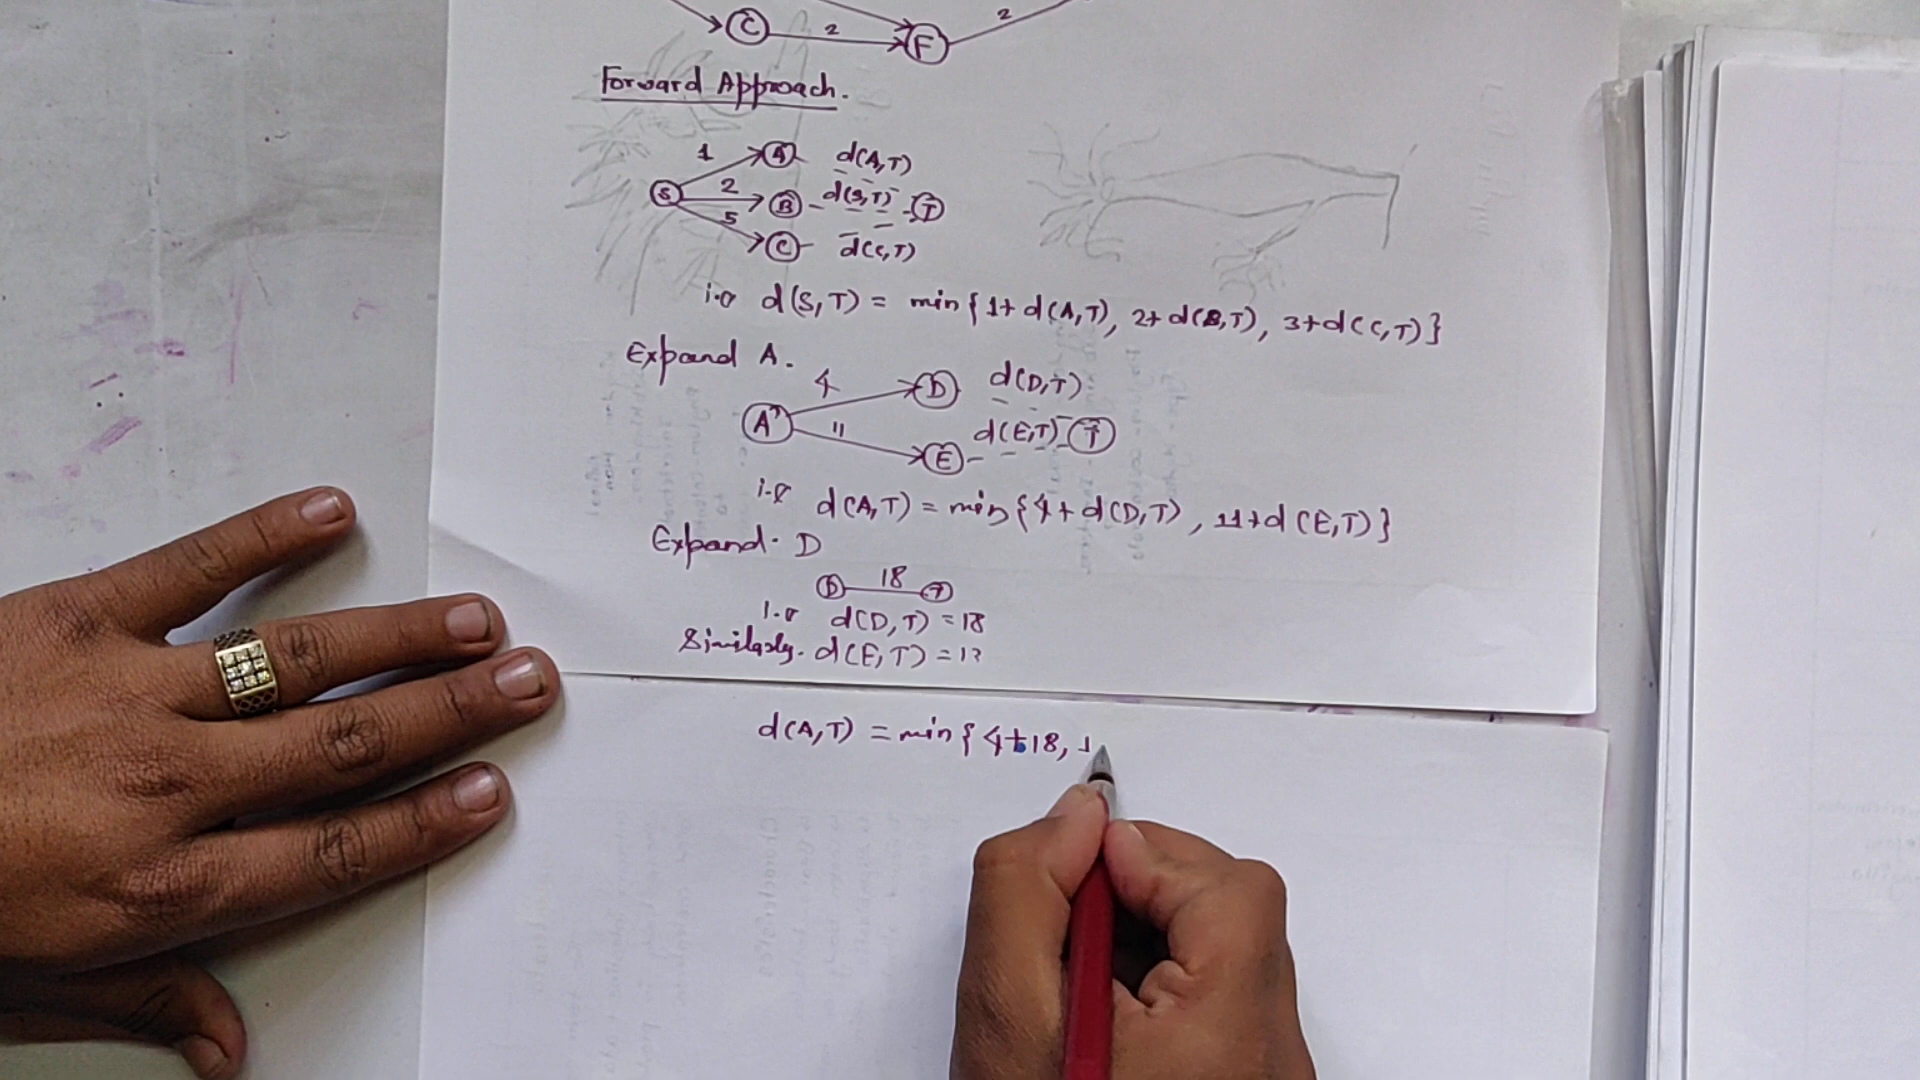 C 2 F 2
Forward Approach.
1 A d(A,T)
S 2 B d(B,T) T
5 C d(C,T)
i.e d(S,T) = min{1+d(A,T), 2+d(B,T), 3+d(C,T)}
Expand A.
4 D d(D,T)
A 11 E d(E,T) T
i.e d(A,T) = min{4+d(D,T), 11+d(E,T)}
Expand. D
D 18 T
i.e d(D,T) = 18
Similarly. d(E,T) = 13
d(A,T) = min{4+18, 1